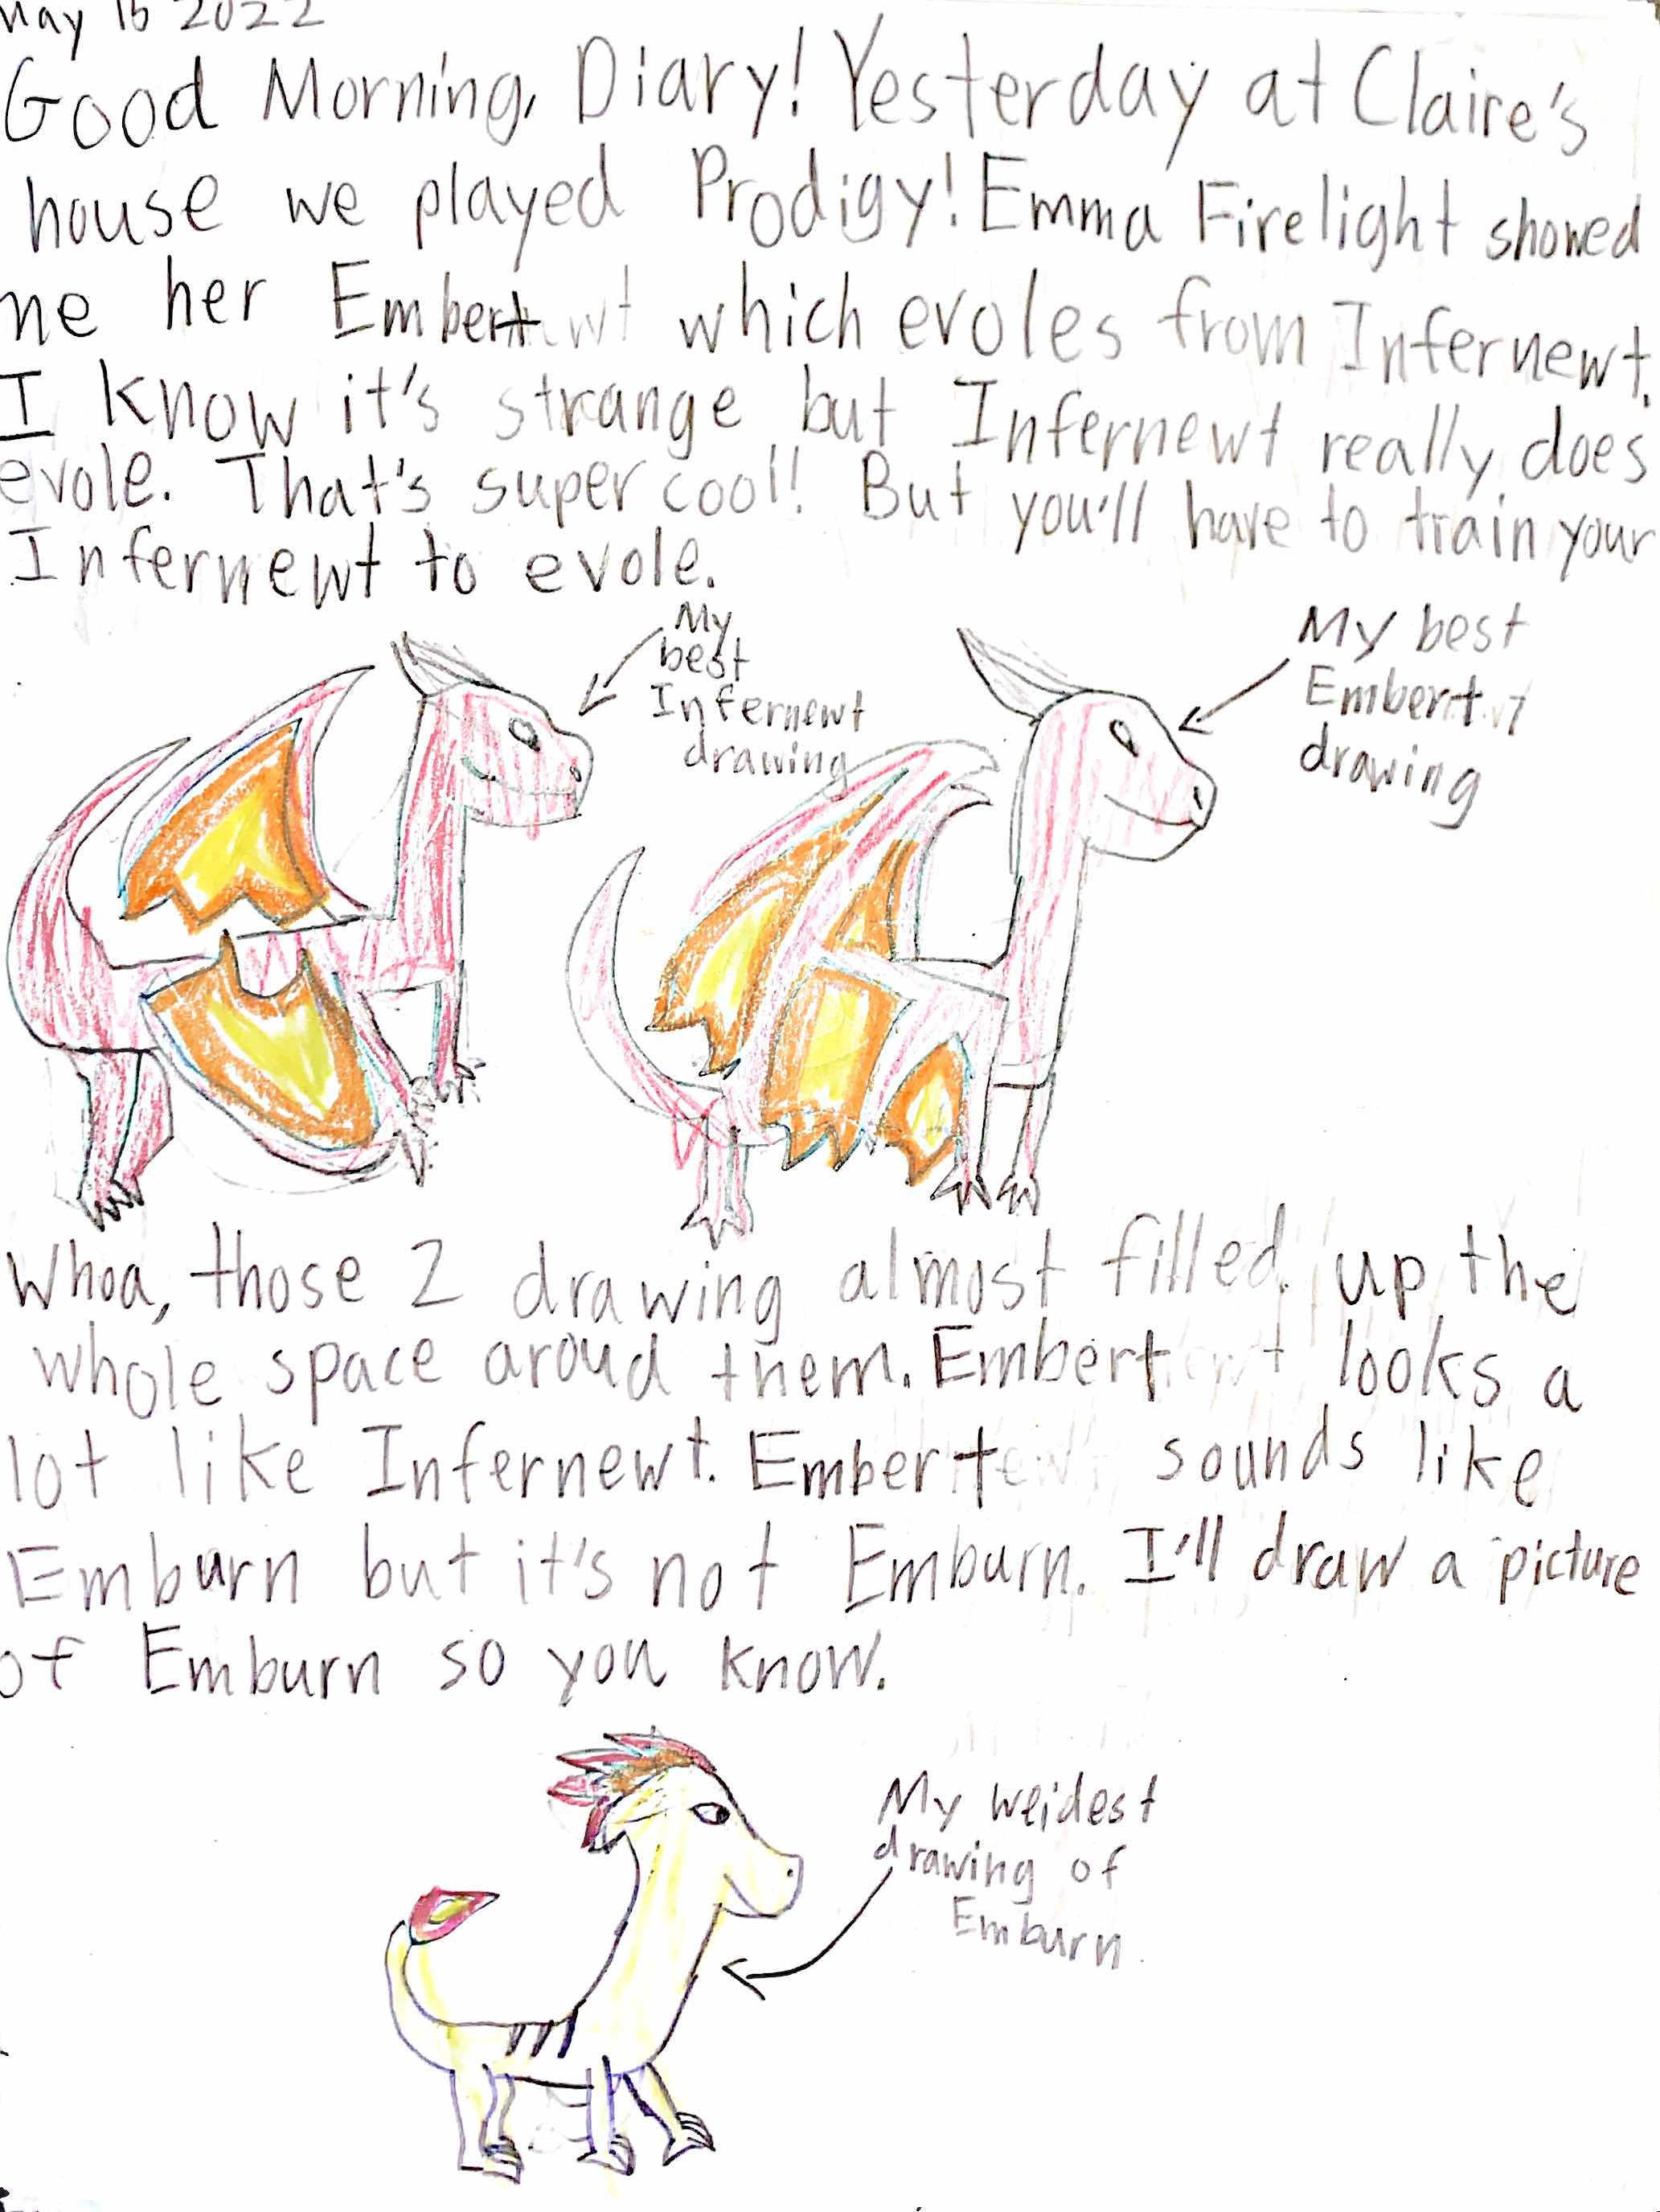 May 16 2022
Good Morning, Diary! Yesterday at Claire's
house we played Prodigy! Emma Firelight showed
me her Embert which evoles from Infernewt.
I know it's strange but Infernewt really does
evole. That's super cool! But you'll have to train your
Infernewt to evole.
My
best
Infernewt
drawing
My best
Embert
drawing
Whoa, those 2 drawing almost filled up the
whole space aroud them. Embert looks a
lot like Infernewt. Embert sounds like
Emburn but it's not Emburn. I'll draw a picture
of Emburn so you know.
My weidest
drawing of
Emburn